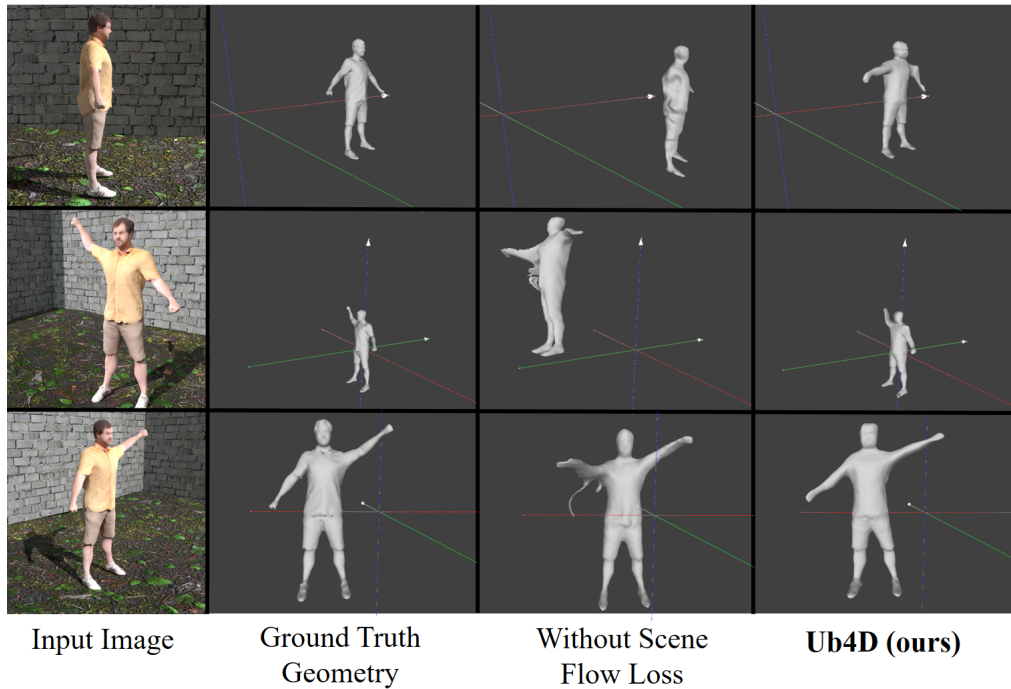 Input Image
Ground Truth
Geometry
Without Scene
Flow Loss
Ub4D (ours)